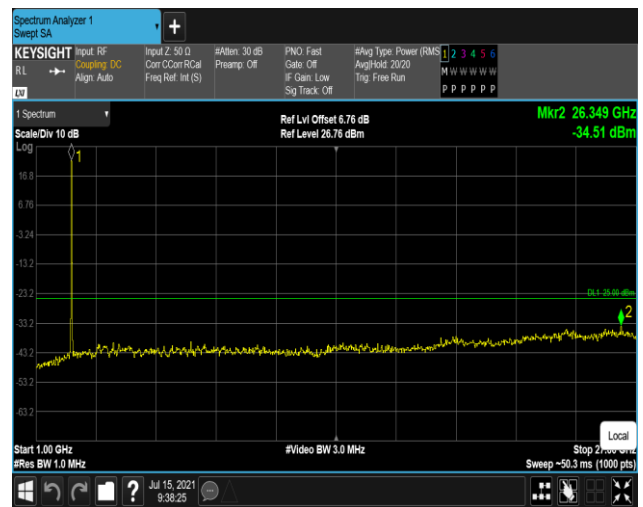 Spectrum Analyzer 1
Swept SA
KEYSIGHT
RL
LXI
Input: RF
Coupling: DC
Align: Auto
Input Z: 50 Ω
Corr CCorr RCal
Freq Ref: Int (S)
#Atten: 30 dB
Preamp: Off
PNO: Fast
Gate: Off
IF Gain: Low
Sig Track: Off
#Avg Type: Power (RMS
Avg|Hold: 20/20
Trig: Free Run
1 2 3 4 5 6
M W W W W W
P P P P P P
1 Spectrum
Scale/Div 10 dB
Ref Lvl Offset 6.76 dB
Ref Level 26.76 dBm
Mkr2 26.349 GHz
-34.51 dBm
Log
1
16.8
6.76
-3.24
-13.2
-23.2
DL1 25.00 dBm
2
-33.2
-43.2
-53.2
-63.2
Local
Start 1.00 GHz
#Video BW 3.0 MHz
Stop 27.00 GHz
#Res BW 1.0 MHz
Sweep ~50.3 ms (1000 pts)
Jul 15, 2021
9:38:25